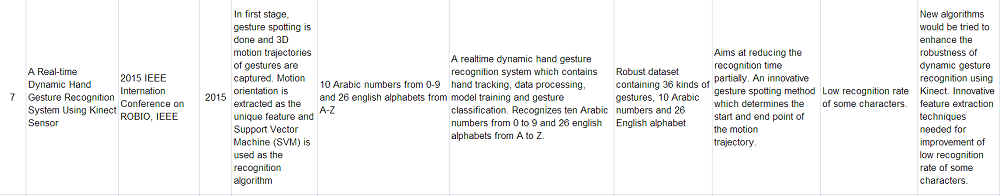 7
A Real-time
Dynamic Hand
Gesture Recognition
System Using Kinect
Sensor
2015 IEEE
Internation
Conference on
ROBIO, IEEE
2015
In first stage,
gesture spotting is
done and 3D
motion trajectories
of gestures are
captured. Motion
orientation is
extracted as the
unique feature and
Support Vector
Machine (SVM) is
used as the
recognition
algorithm
10 Arabic numbers from 0-9
and 26 english alphabets from
A-Z
A realtime dynamic hand gesture
recognition system which contains
hand tracking, data processing,
model training and gesture
classification. Recognizes ten Arabic
numbers from 0 to 9 and 26 english
alphabets from A to Z.
Robust dataset
containing 36 kinds of
gestures, 10 Arabic
numbers and 26
English alphabet
Aims at reducing the
recognition time
partially. An innovative
gesture spotting method
which determines the
start and end point of
the motion
trajectory.
Low recognition rate
of some characters.
New algorithms
would be tried to
enhance the
robustness of
dynamic gesture
recognition using
Kinect. Innovative
feature extraction
techniques
needed for
improvement of
low recognition
rate of some
characters.